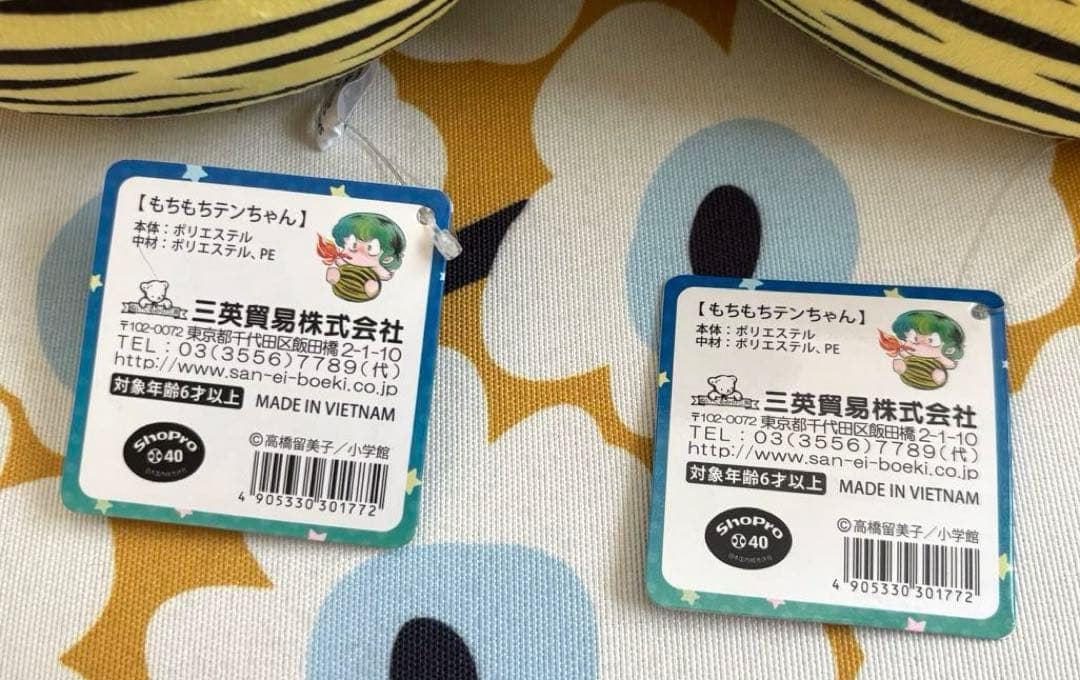 【もちもちテンちゃん】
本体：ポリエステル
中材：ポリエステル、PE
三英貿易株式会社
〒102-0072 東京都千代田区飯田橋 2-1-10
TEL：03(3556)7789(代)
http://www.san-ei-boeki.co.jp
対象年齢6才以上 MADE IN VIETNAM
ShoPro
40
©高橋留美子／小学館
4 905330 301772
【もちもちテンちゃん】
本体：ポリエステル
中材：ポリエステル、PE
三英貿易株式会社
〒102-0072 東京都千代田区飯田橋 2-1-10
TEL：03(3556)7789(代)
http://www.san-ei-boeki.co.jp
対象年齢6才以上 MADE IN VIETNAM
ShoPro
40
©高橋留美子／小学館
4 905330 301772